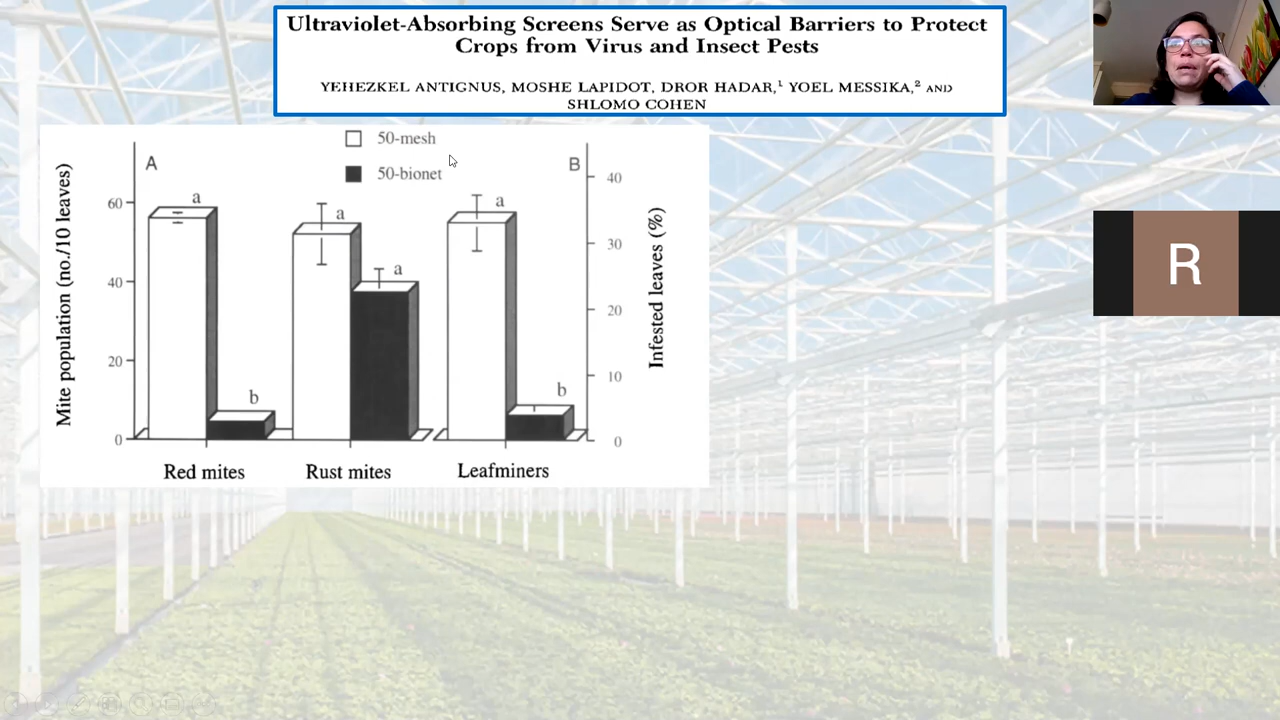 Ultraviolet-Absorbing Screens Serve as Optical Barriers to Protect
Crops from Virus and Insect Pests
YEHEZKEL ANTIGNUS, MOSHE LAPIDOT, DROR HADAR,¹ YOEL MESSIKA,² AND
SHLOMO COHEN
50-mesh
50-bionet
A
B
Mite population (no./10 leaves)
60
40
20
0
a
b
a
a
a
b
40
30
20
10
0
Infested leaves (%)
Red mites
Rust mites
Leafminers
R